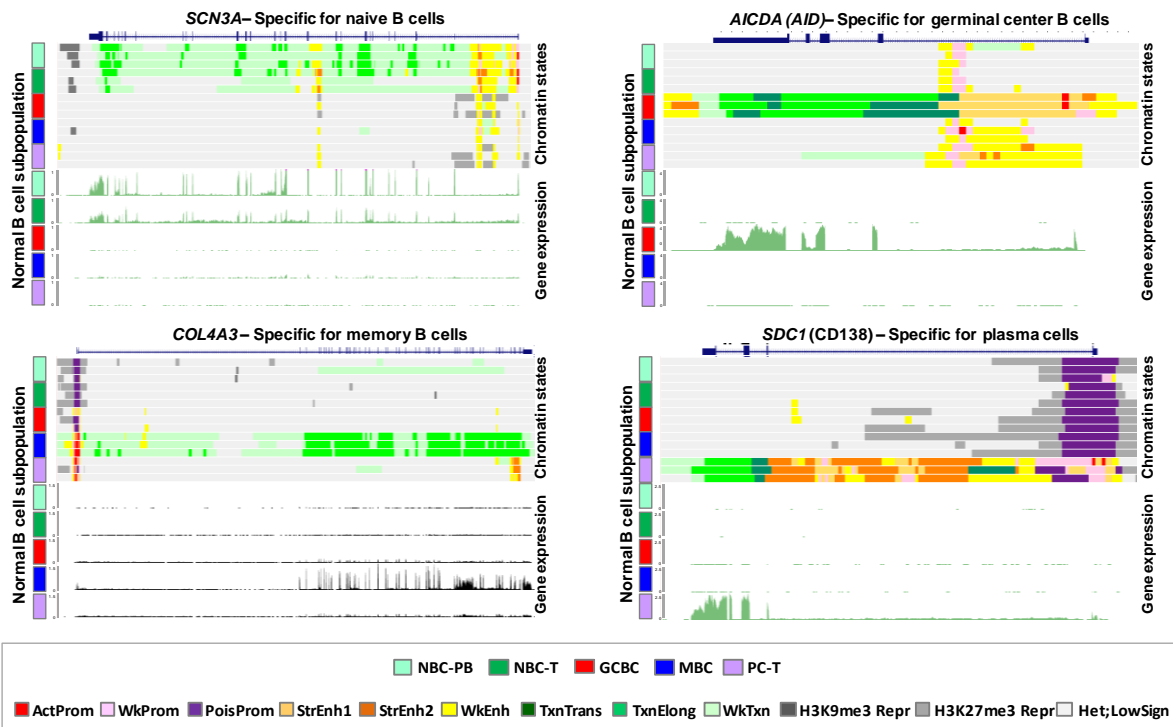 SCN3A – Specific for naive B cells
Normal B cell subpopulation
Chromatin states
Gene expression
AICDA (AID) – Specific for germinal center B cells
Normal B cell subpopulation
Chromatin states
Gene expression
COL4A3 – Specific for memory B cells
Normal B cell subpopulation
Chromatin states
Gene expression
SDC1 (CD138) – Specific for plasma cells
Normal B cell subpopulation
Chromatin states
Gene expression
NBC-PB NBC-T GCBC MBC PC-T
ActProm WkProm PoisProm StrEnh1 StrEnh2 WkEnh TxnTrans TxnElong WkTxn H3K9me3 Repr H3K27me3 Repr Het;LowSign